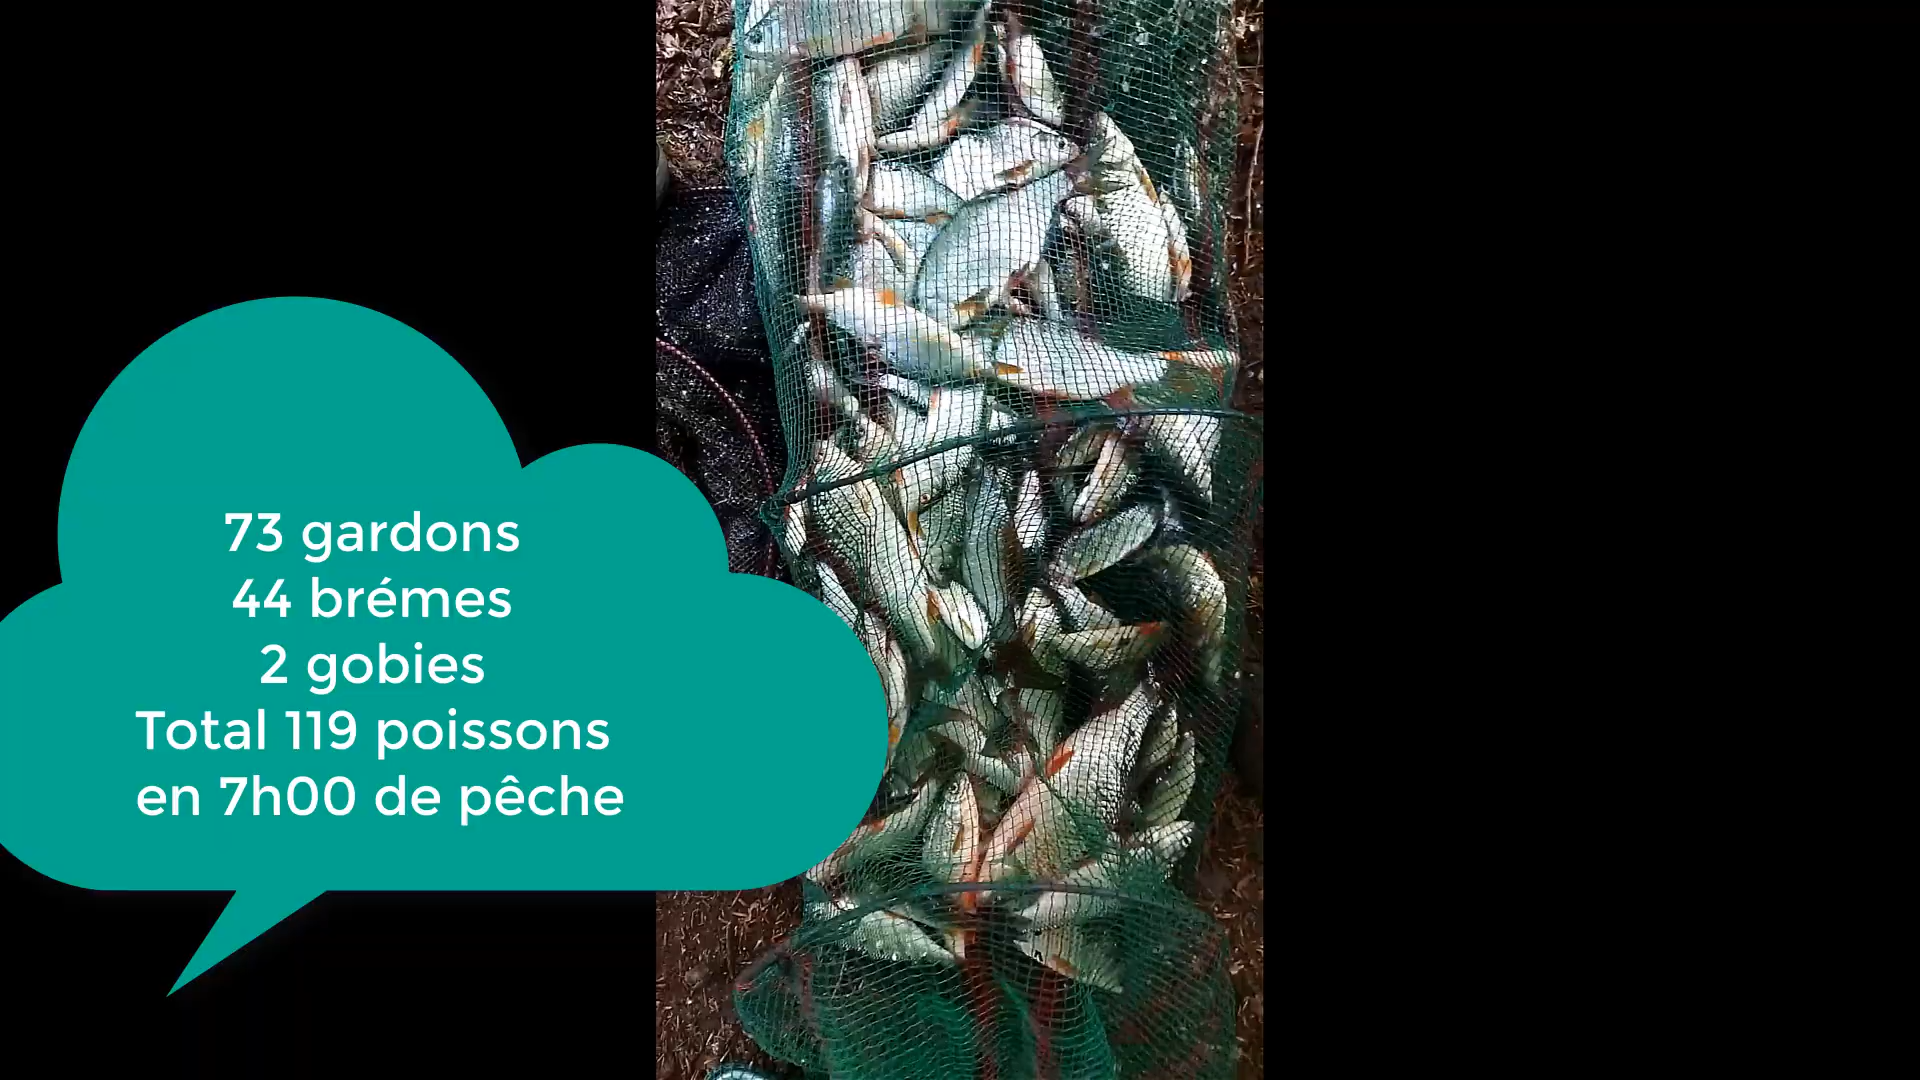 73 gardons
44 brémes
2 gobies
Total 119 poissons
en 7h00 de pêche